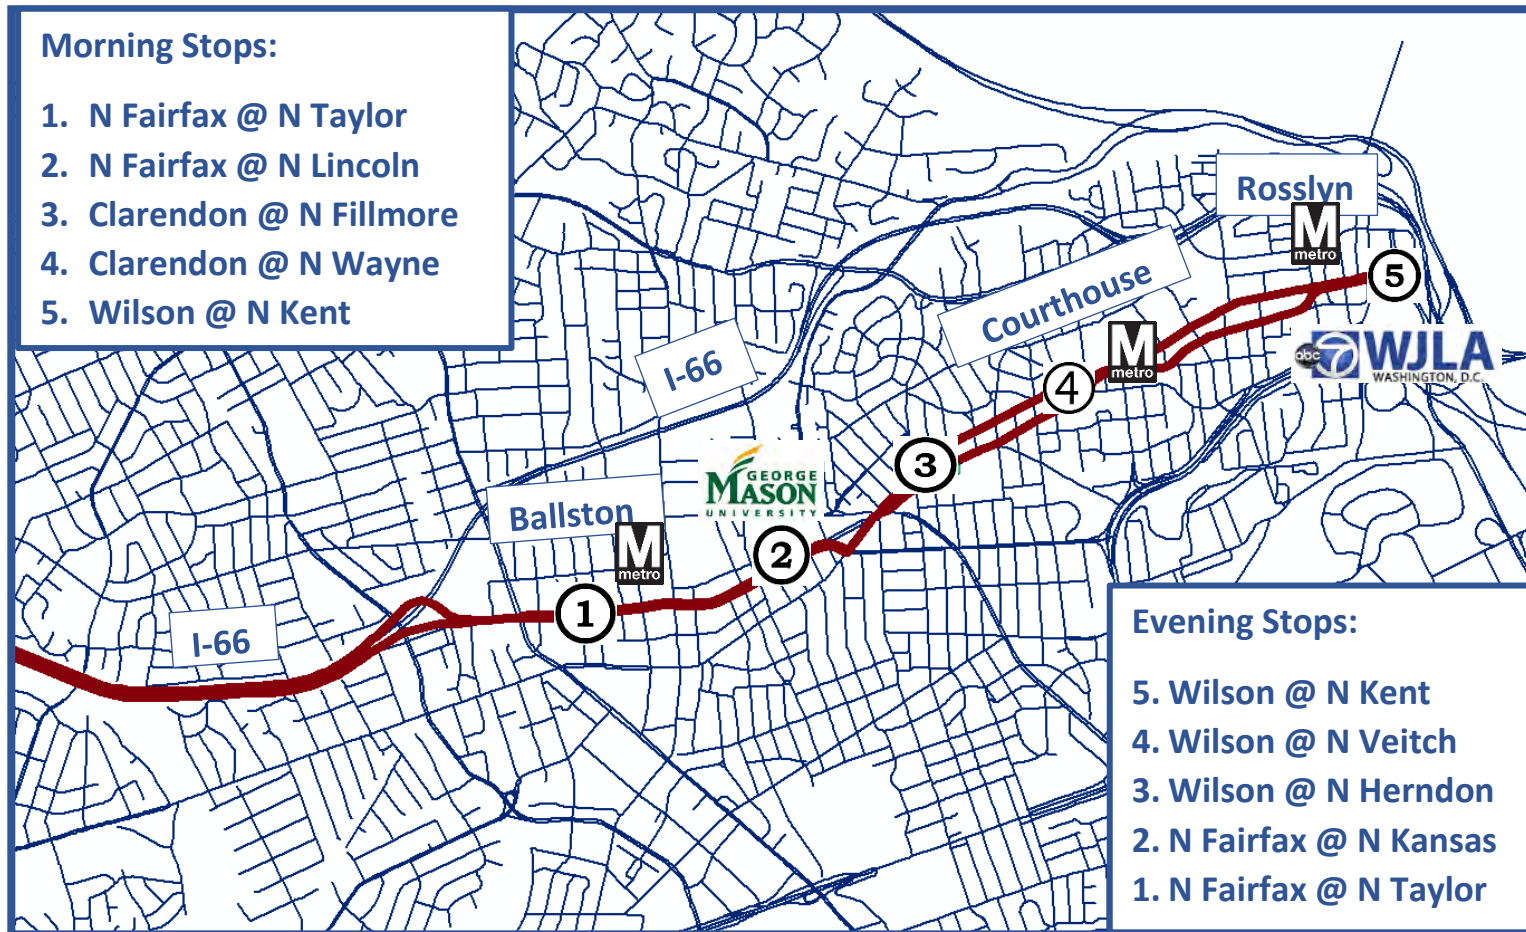 Morning Stops:
1. N Fairfax @ N Taylor
2. N Fairfax @ N Lincoln
3. Clarendon @ N Fillmore
4. Clarendon @ N Wayne
5. Wilson @ N Kent
Rosslyn
M
metro
5
Courthouse
M
metro
abc 7 WJLA
WASHINGTON, D.C.
I-66
4
3
GEORGE
MASON
UNIVERSITY
Ballston
M
metro
2
1
I-66
Evening Stops:
5. Wilson @ N Kent
4. Wilson @ N Veitch
3. Wilson @ N Herndon
2. N Fairfax @ N Kansas
1. N Fairfax @ N Taylor